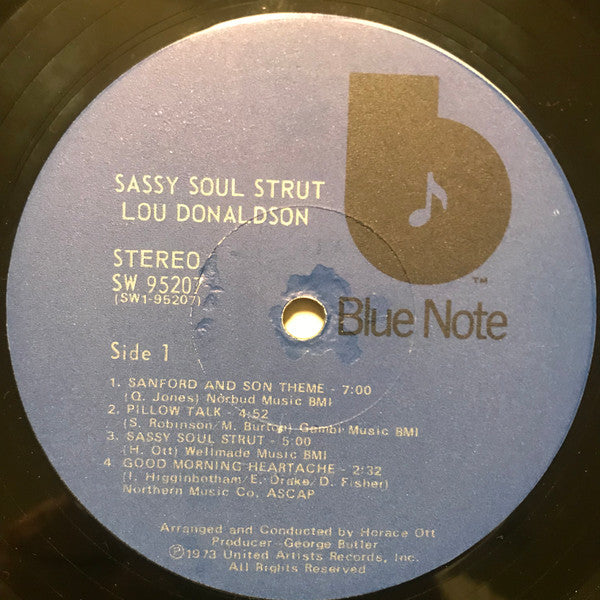 SASSY SOUL STRUT
LOU DONALDSON
STEREO
SW 95207
(SW1-95207)
b
TM
Blue Note
Side 1
1. SANFORD AND SON THEME - 7:00
(Q. Jones) Norbud Music BMI
2. PILLOW TALK - 4:52
(S. Robinson/M. Burton) Gambi Music BMI
3. SASSY SOUL STRUT - 5:00
(H. Ott) Wellmade Music BMI
4. GOOD MORNING HEARTACHE - 2:32
(I. Higginbotham/E. Drake/D. Fisher)
Northern Music Co. ASCAP
Arranged and Conducted by Horace Ott
Producer-George Butler
℗1973 United Artists Records, Inc.
All Rights Reserved